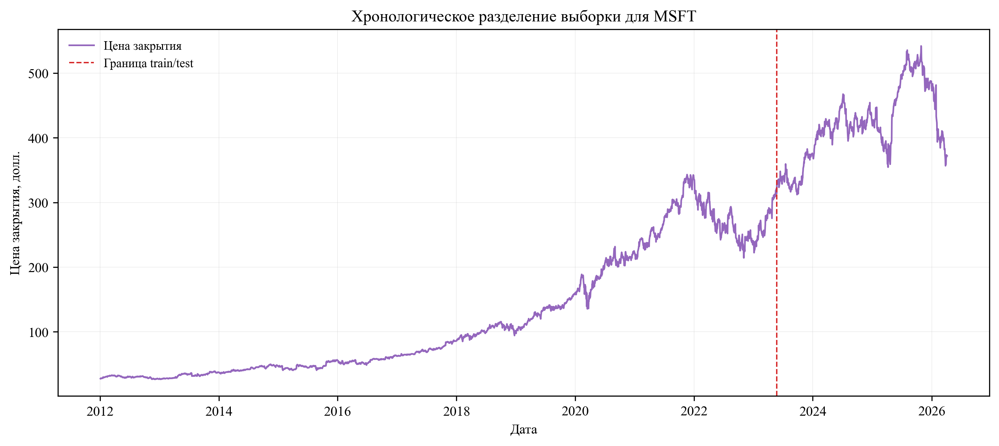 Хронологическое разделение выборки для MSFT
Цена закрытия
Граница train/test
Цена закрытия, долл.
500
400
300
200
100
2012 2014 2016 2018 2020 2022 2024 2026
Дата